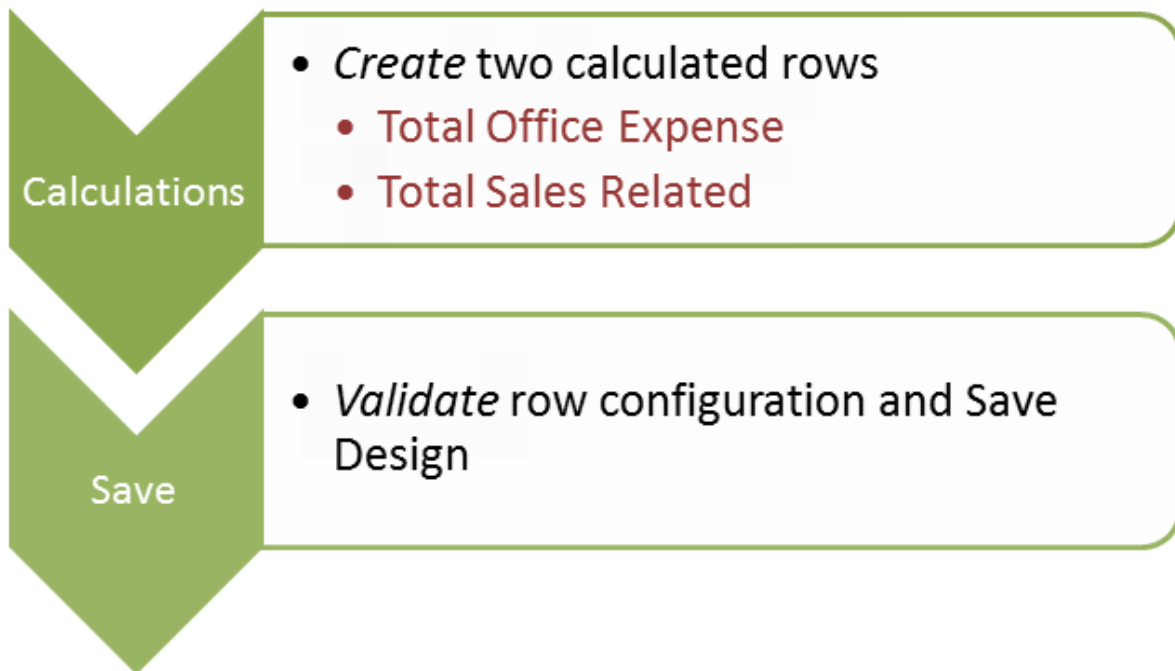 Calculations
• Create two calculated rows
• Total Office Expense
• Total Sales Related
Save
• Validate row configuration and Save
Design